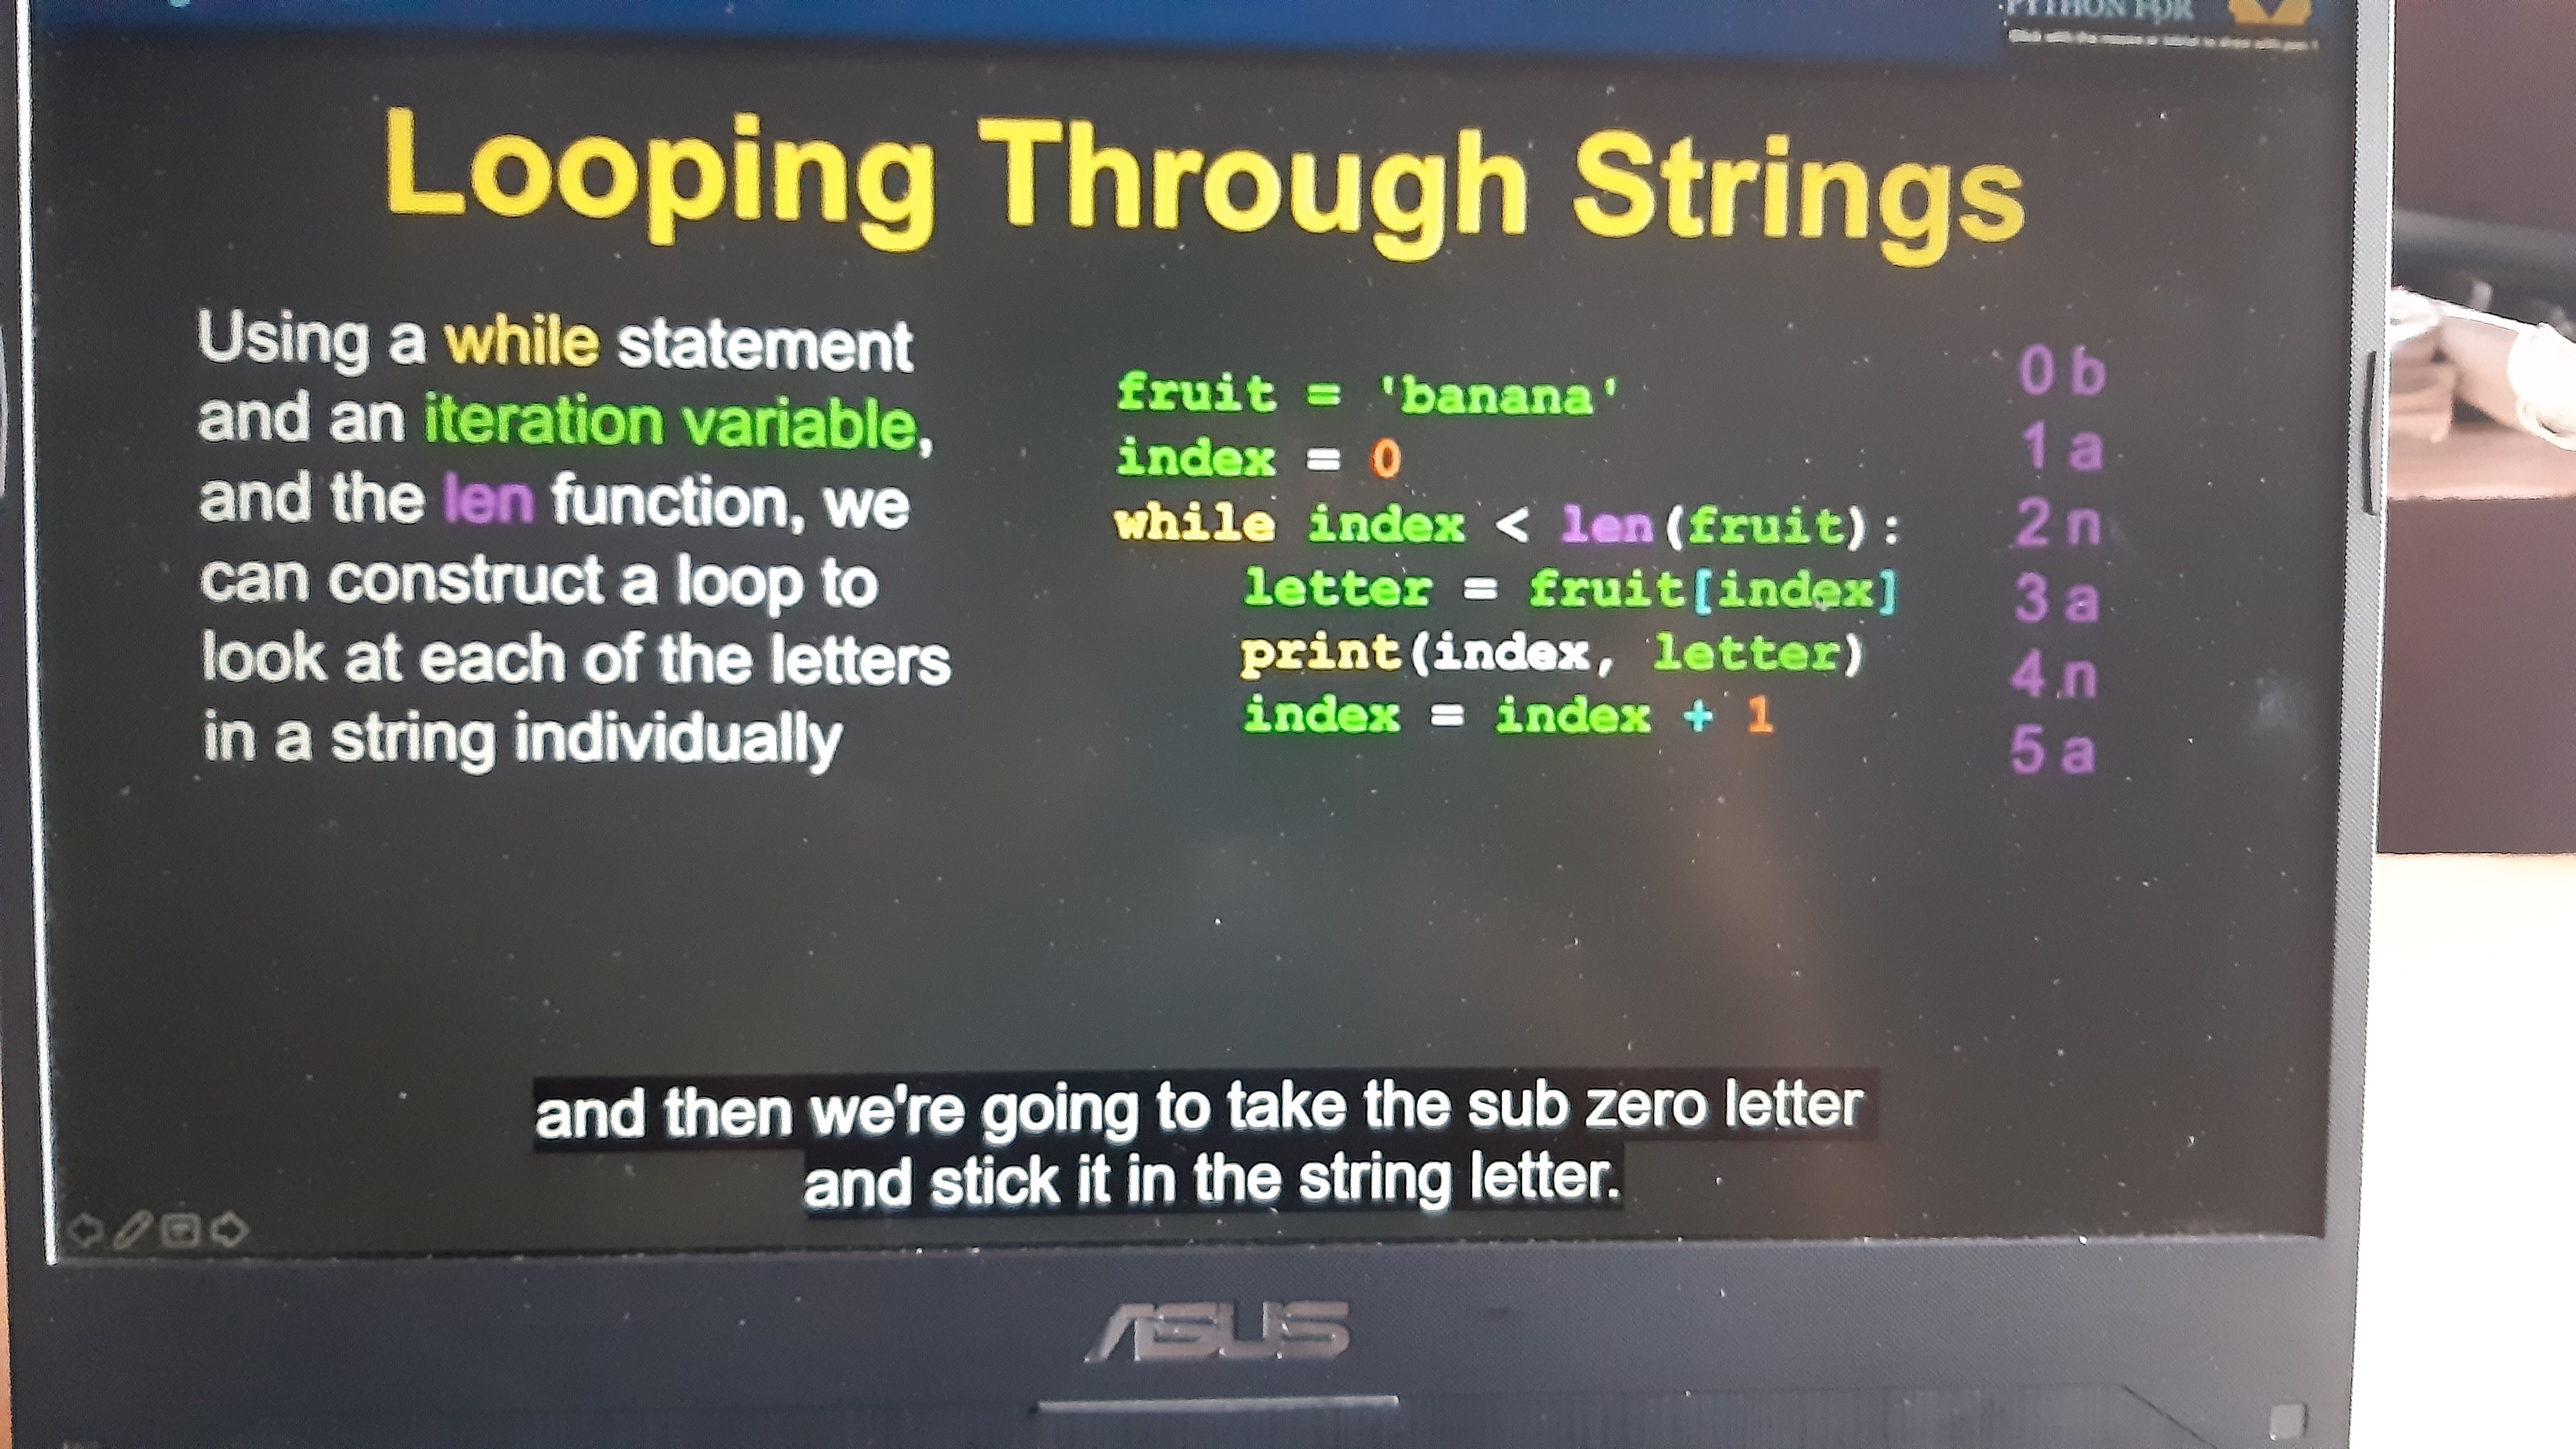 PYTHON FOR
Looping Through Strings
Using a while statement
and an iteration variable,
and the len function, we
can construct a loop to
look at each of the letters
in a string individually
fruit = 'banana'
index = 0
while index < len(fruit):
letter = fruit[index]
print(index, letter)
index = index + 1
0 b
1 a
2 n
3 a
4 n
5 a
and then we're going to take the sub zero letter
and stick it in the string letter.
ASUS